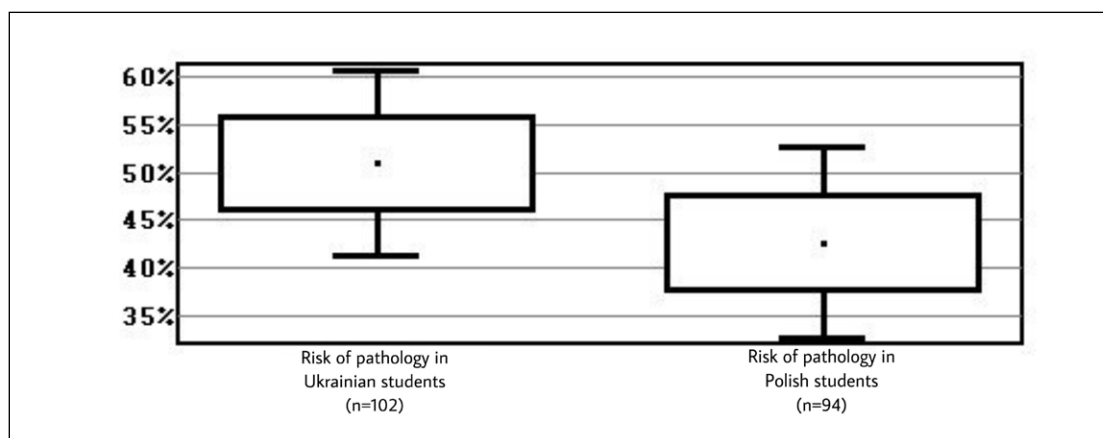 60%
55%
50%
45%
40%
35%
Risk of pathology in
Ukrainian students
(n=102)
Risk of pathology in
Polish students
(n=94)